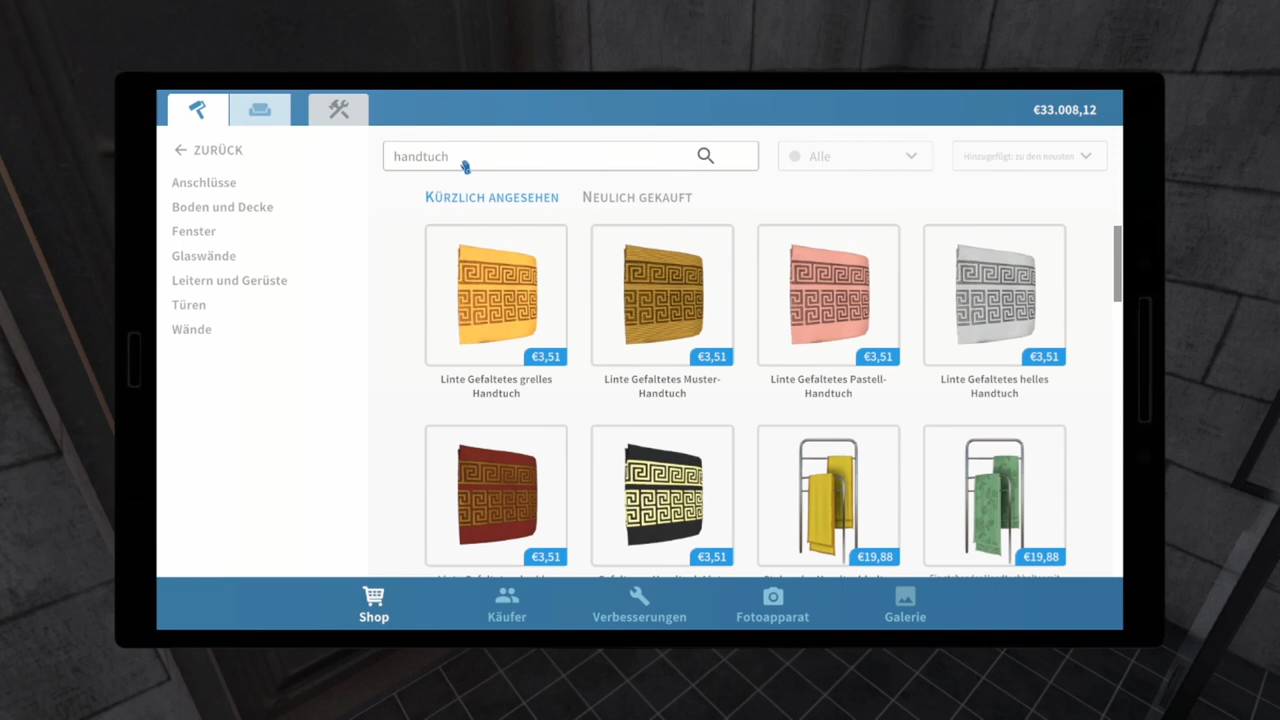 €33.008,12
ZURÜCK
handtuch
Alle
Hinzugefügt: zu den neusten
Anschlüsse
Boden und Decke
Fenster
Glaswände
Leitern und Gerüste
Türen
Wände
KÜRZLICH ANGESEHEN
NEULICH GEKAUFT
€3,51
€3,51
€3,51
€3,51
Linte Gefaltetes grelles
Handtuch
Linte Gefaltetes Muster-
Handtuch
Linte Gefaltetes Pastell-
Handtuch
Linte Gefaltetes helles
Handtuch
€3,51
€3,51
€19,88
€19,88
Shop
Käufer
Verbesserungen
Fotoapparat
Galerie